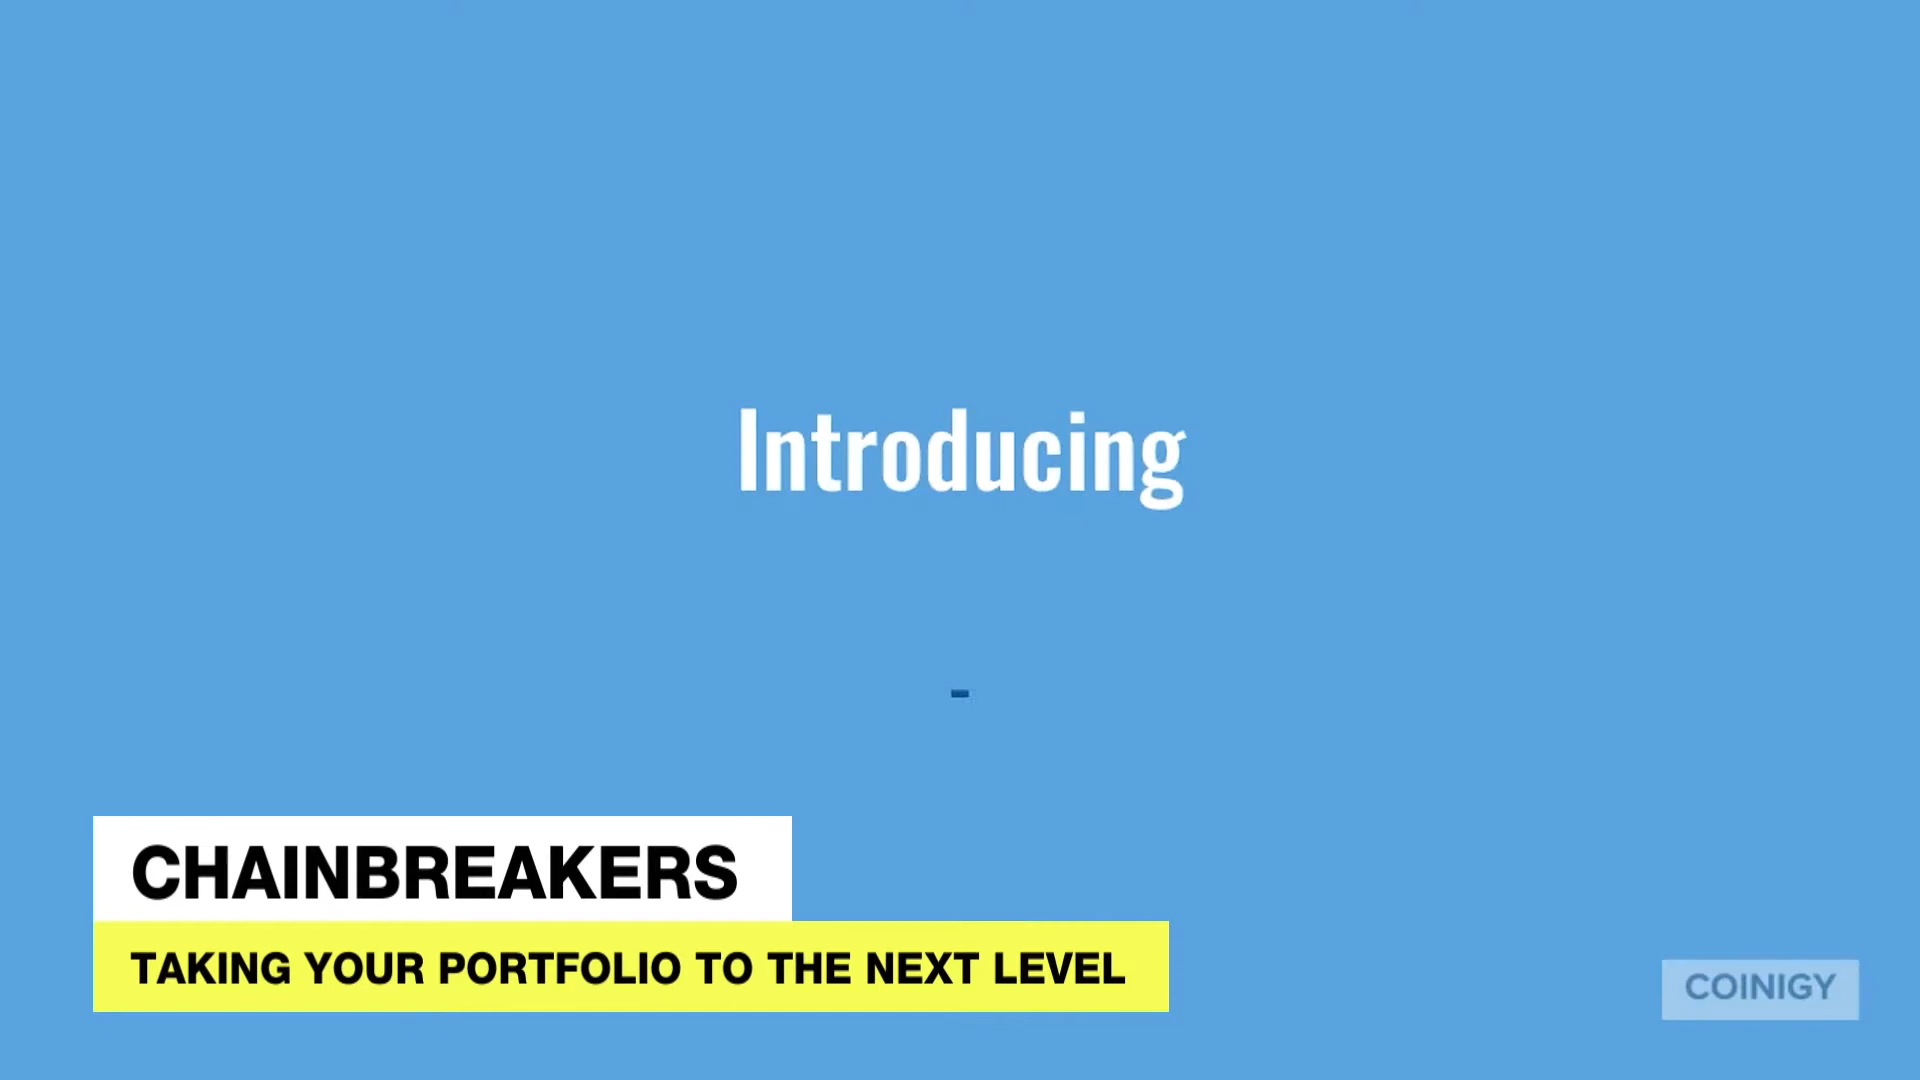 Introducing
CHAINBREAKERS
TAKING YOUR PORTFOLIO TO THE NEXT LEVEL
COINIGY